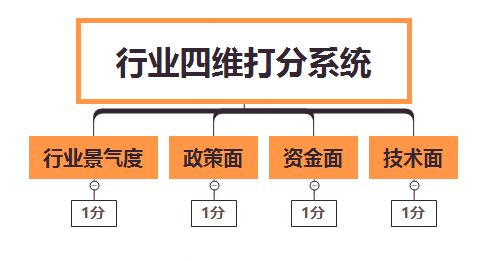 行业四维打分系统
行业景气度
政策面
资金面
技术面
1分
1分
1分
1分